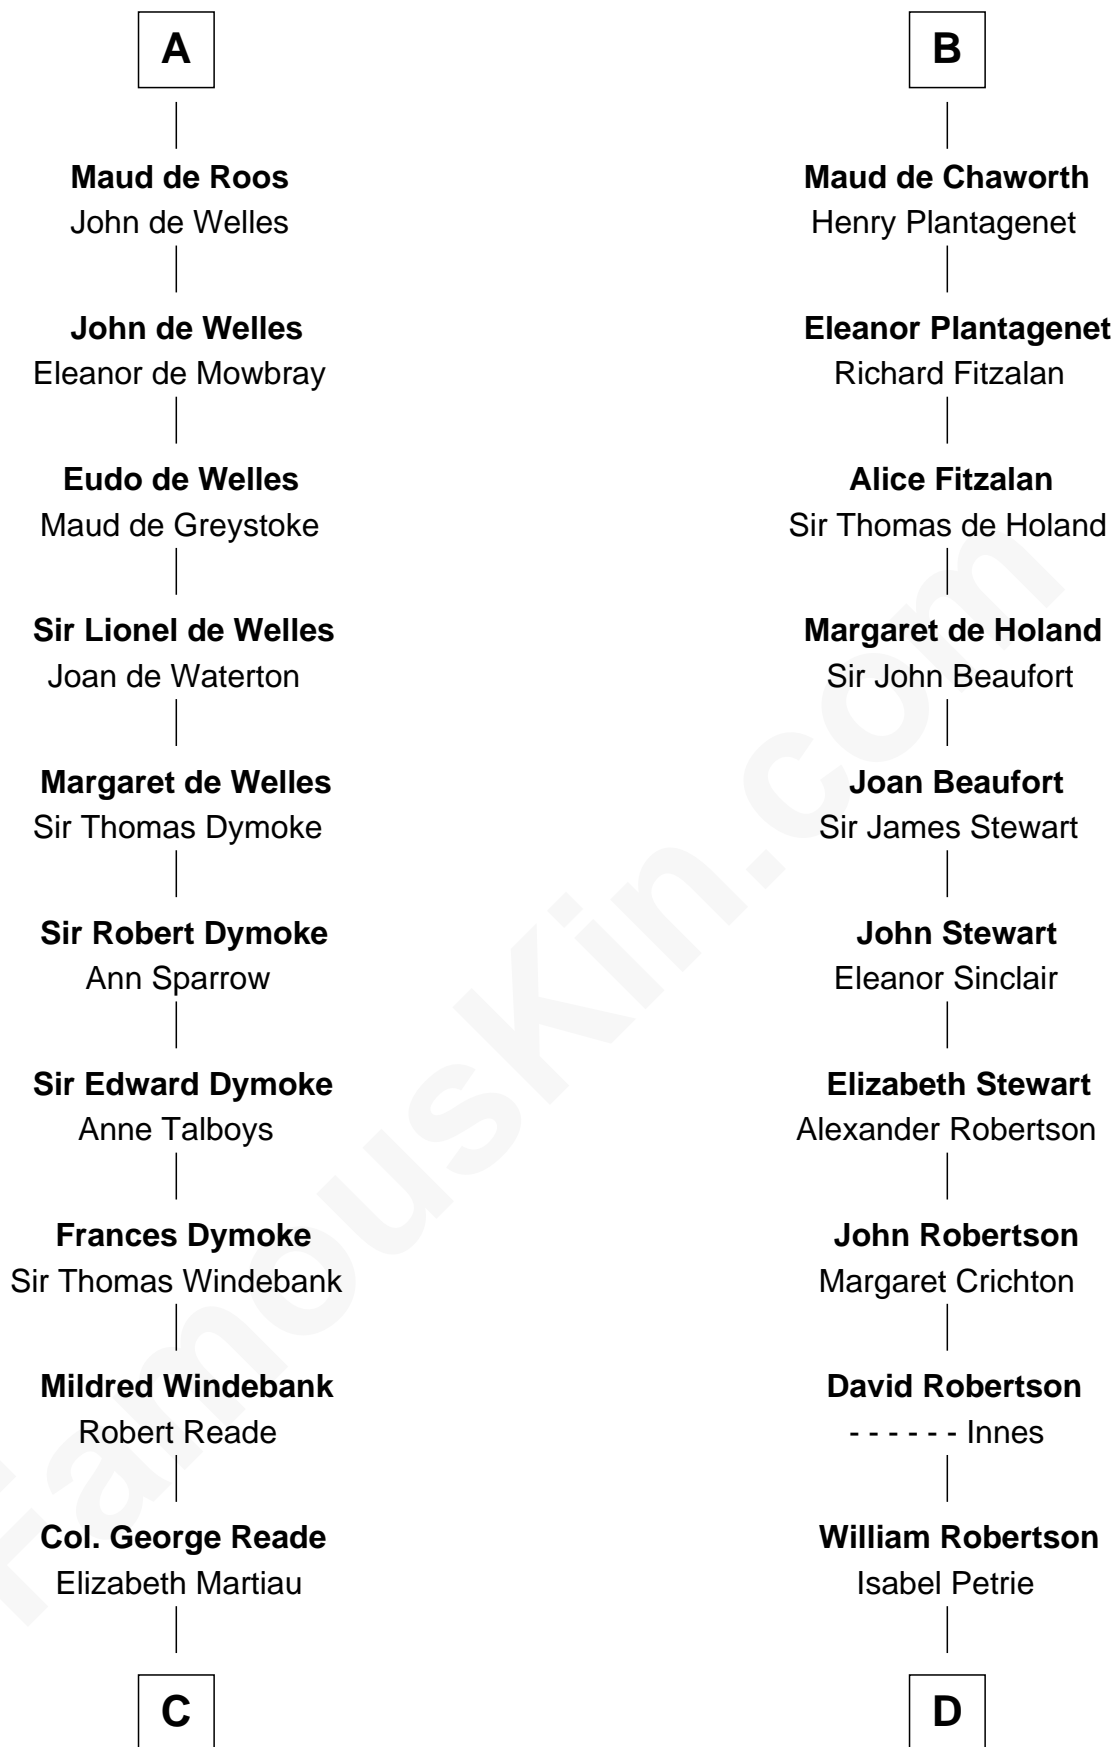 A
Maud de Roos
John de Welles
John de Welles
Eleanor de Mowbray
Eudo de Welles
Maud de Greystoke
Sir Lionel de Welles
Joan de Waterton
Margaret de Welles
Sir Thomas Dymoke
Sir Robert Dymoke
Ann Sparrow
Sir Edward Dymoke
Anne Talboys
Frances Dymoke
Sir Thomas Windebank
Mildred Windebank
Robert Reade
Col. George Reade
Elizabeth Martiau
C
B
Maud de Chaworth
Henry Plantagenet
Eleanor Plantagenet
Richard Fitzalan
Alice Fitzalan
Sir Thomas de Holand
Margaret de Holand
Sir John Beaufort
Joan Beaufort
Sir James Stewart
John Stewart
Eleanor Sinclair
Elizabeth Stewart
Alexander Robertson
John Robertson
Margaret Crichton
David Robertson
- - - - - - Innes
William Robertson
Isabel Petrie
D
FamousKin.com